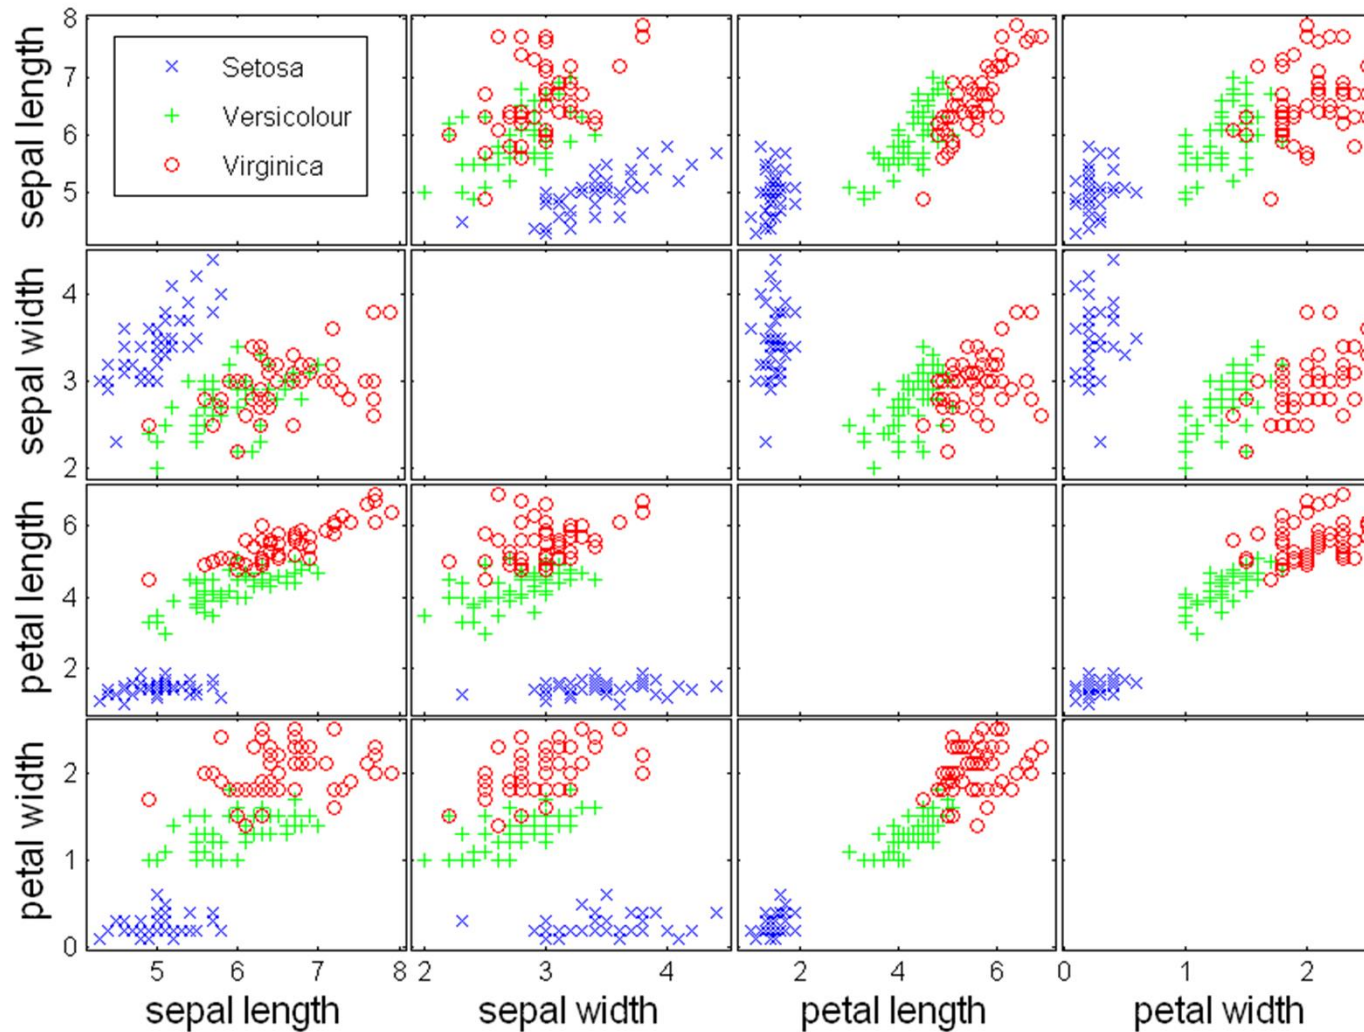 Setosa
Versicolour
Virginica
sepal length
8
7
6
5
sepal width
4
3
2
petal length
6
4
2
petal width
2
1
0
5 6 7 8 2 3 4 2 4 6 0 1 2
sepal length sepal width petal length petal width